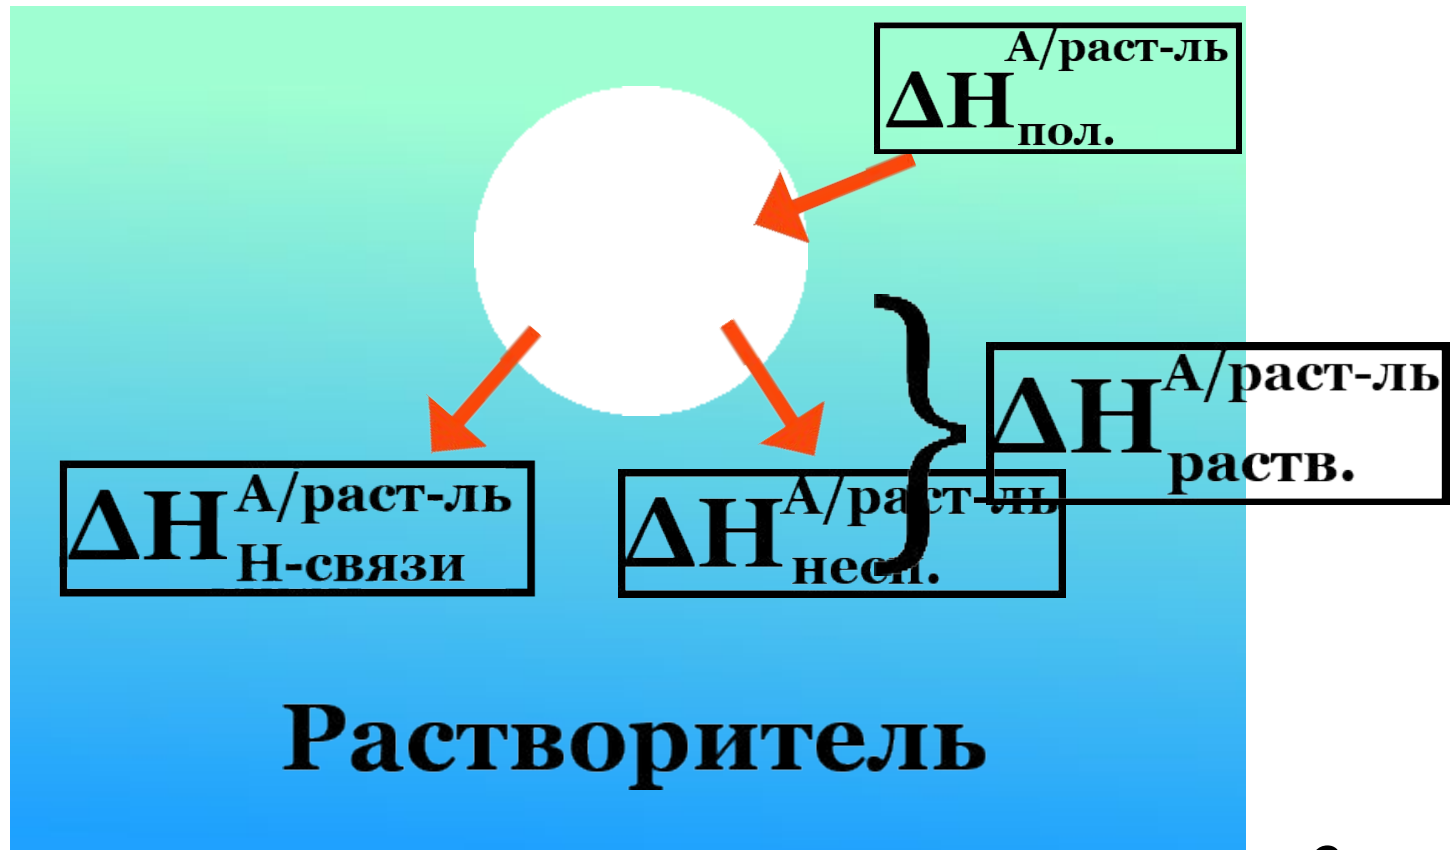 ΔH пол. А/раст-ль
ΔH раств. А/раст-ль
ΔH Н-связи А/раст-ль
ΔH несп. А/раст-ль
Растворитель